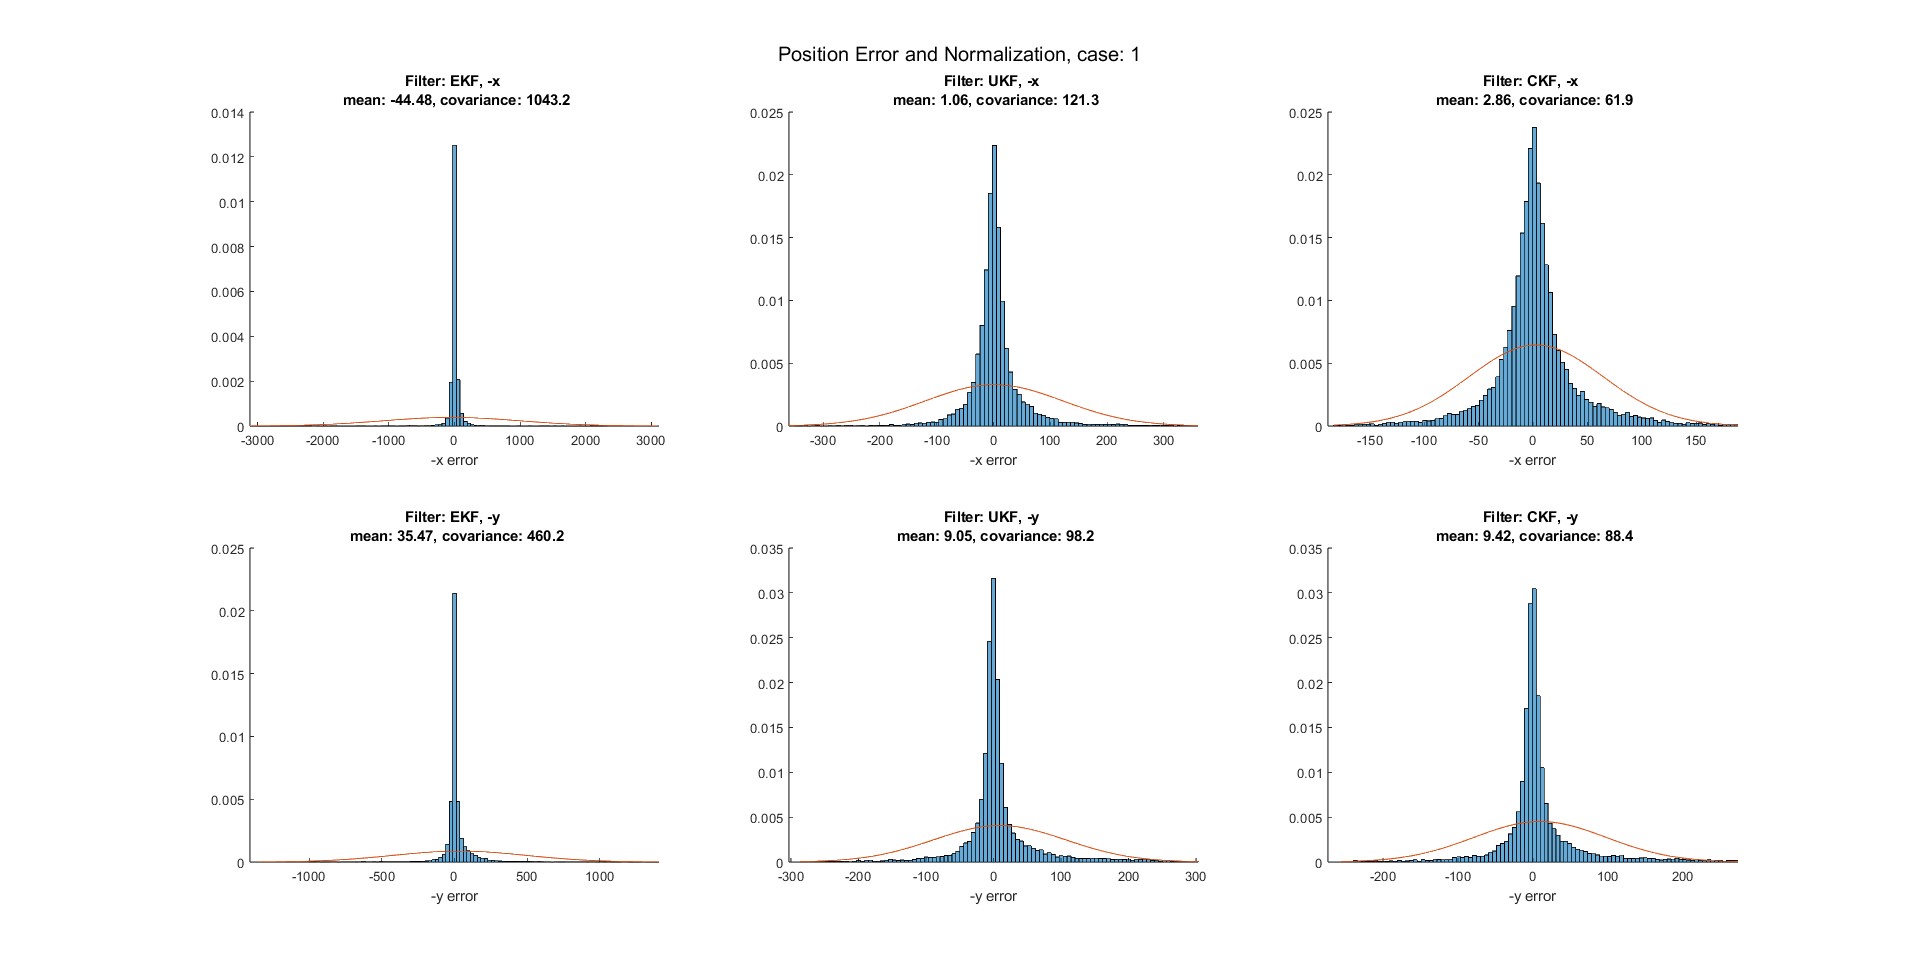 Position Error and Normalization, case: 1
Filter: EKF, -x
mean: -44.48, covariance: 1043.2
0.014
0.012
0.01
0.008
0.006
0.004
0.002
0
-3000 -2000 -1000 0 1000 2000 3000
-x error
Filter: UKF, -x
mean: 1.06, covariance: 121.3
0.025
0.02
0.015
0.01
0.005
0
-300 -200 -100 0 100 200 300
-x error
Filter: CKF, -x
mean: 2.86, covariance: 61.9
0.025
0.02
0.015
0.01
0.005
0
-150 -100 -50 0 50 100 150
-x error
Filter: EKF, -y
mean: 35.47, covariance: 460.2
0.025
0.02
0.015
0.01
0.005
0
-1000 -500 0 500 1000
-y error
Filter: UKF, -y
mean: 9.05, covariance: 98.2
0.035
0.03
0.025
0.02
0.015
0.01
0.005
0
-300 -200 -100 0 100 200 300
-y error
Filter: CKF, -y
mean: 9.42, covariance: 88.4
0.035
0.03
0.025
0.02
0.015
0.01
0.005
0
-200 -100 0 100 200
-y error